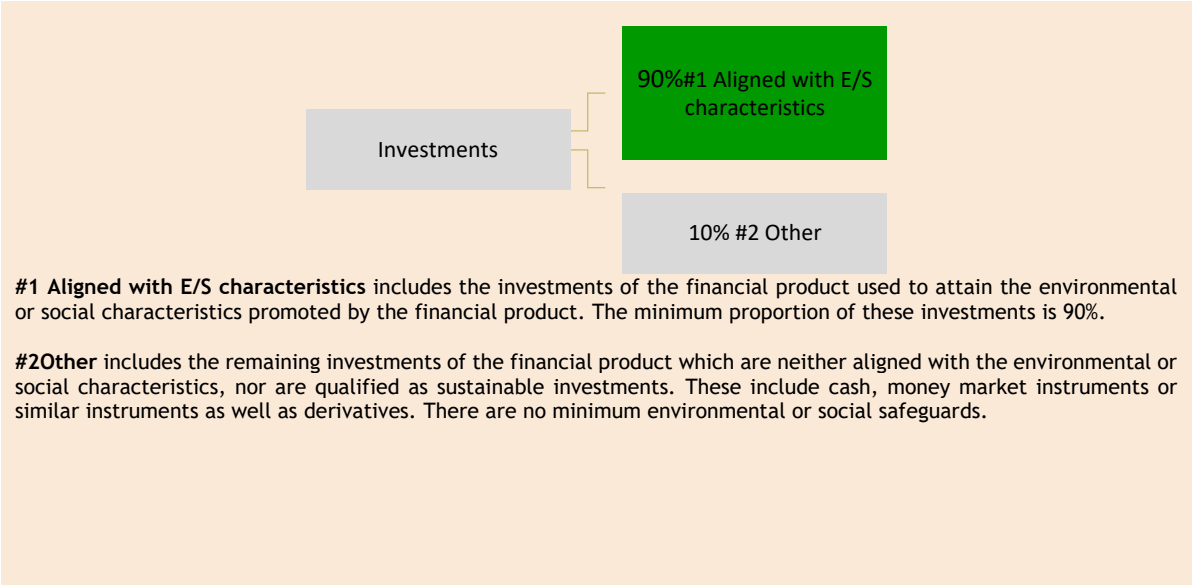 90%#1 Aligned with E/S
characteristics
Investments
10% #2 Other
#1 Aligned with E/S characteristics includes the investments of the financial product used to attain the environmental
or social characteristics promoted by the financial product. The minimum proportion of these investments is 90%.
#2Other includes the remaining investments of the financial product which are neither aligned with the environmental or
social characteristics, nor are qualified as sustainable investments. These include cash, money market instruments or
similar instruments as well as derivatives. There are no minimum environmental or social safeguards.